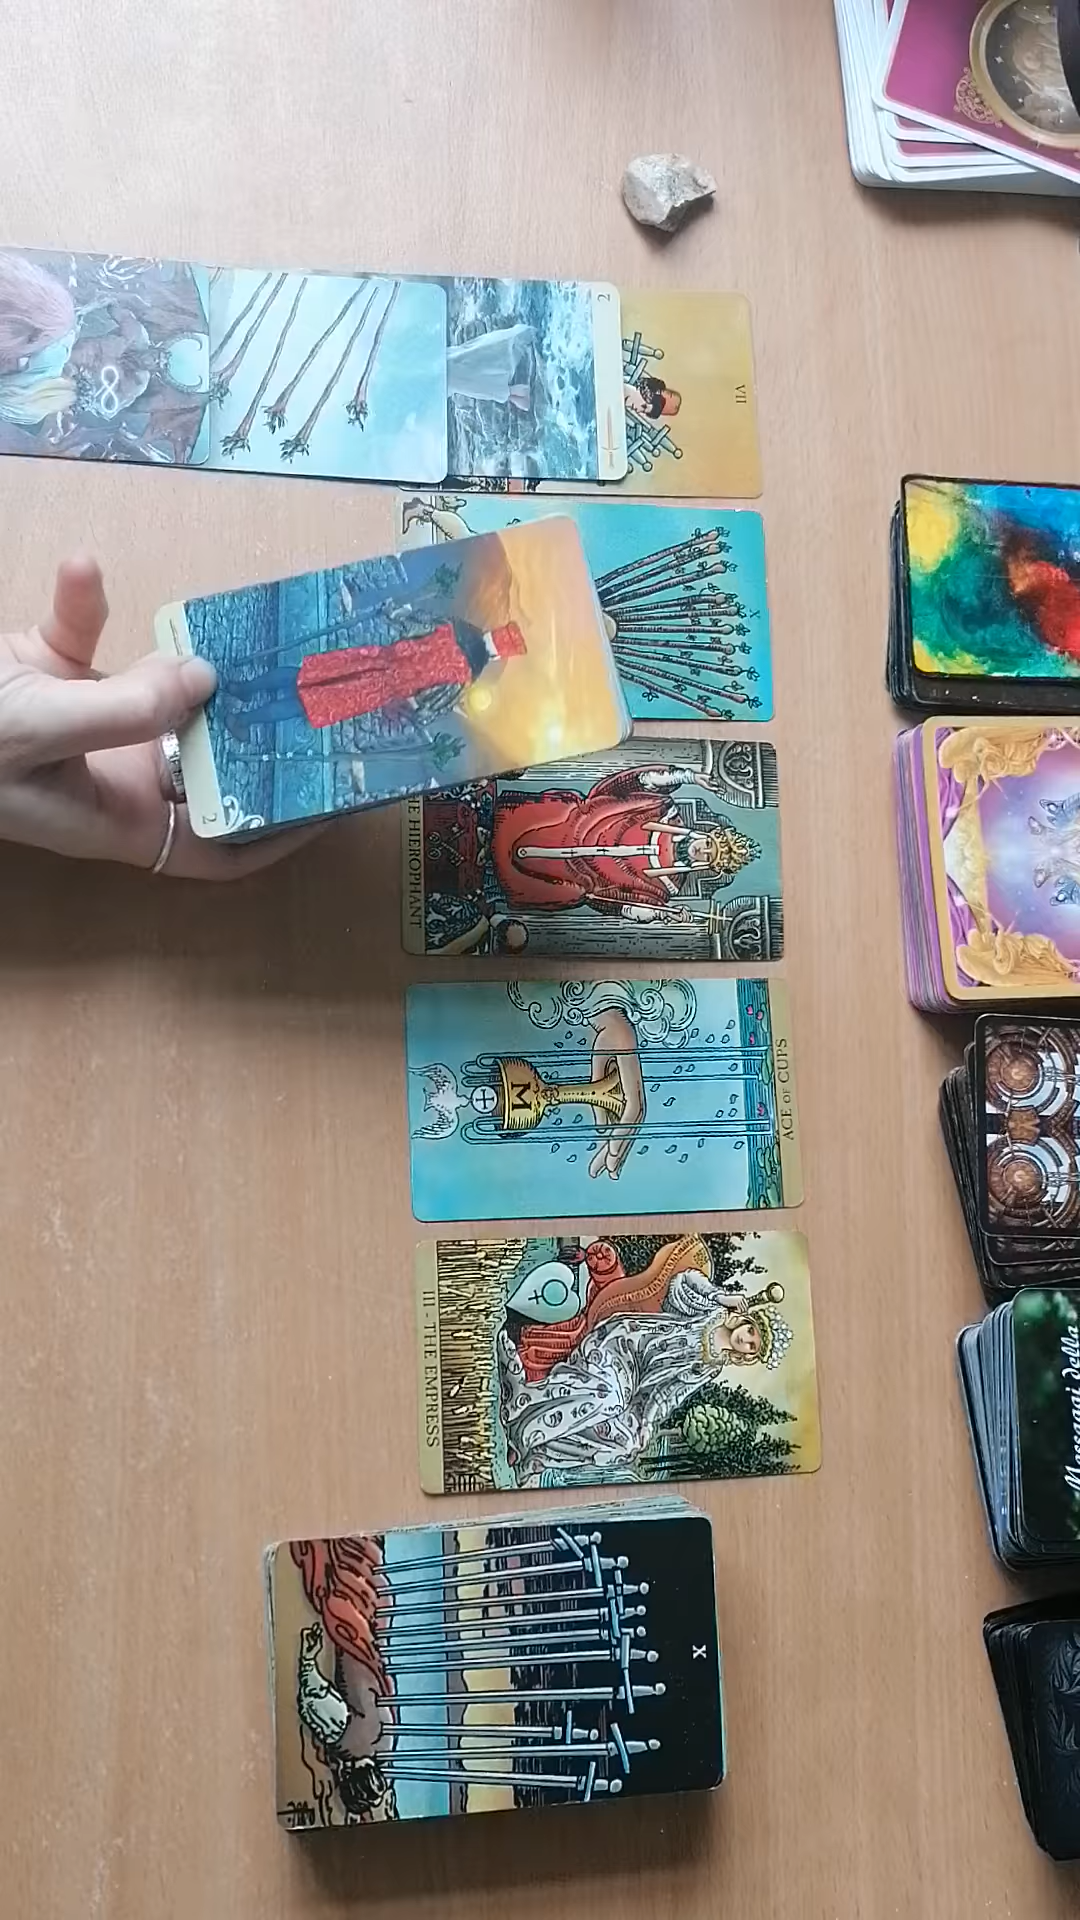 2
VII
X
2
THE HIEROPHANT
M
ACE OF CUPS
III - THE EMPRESS
Messaggi della
X